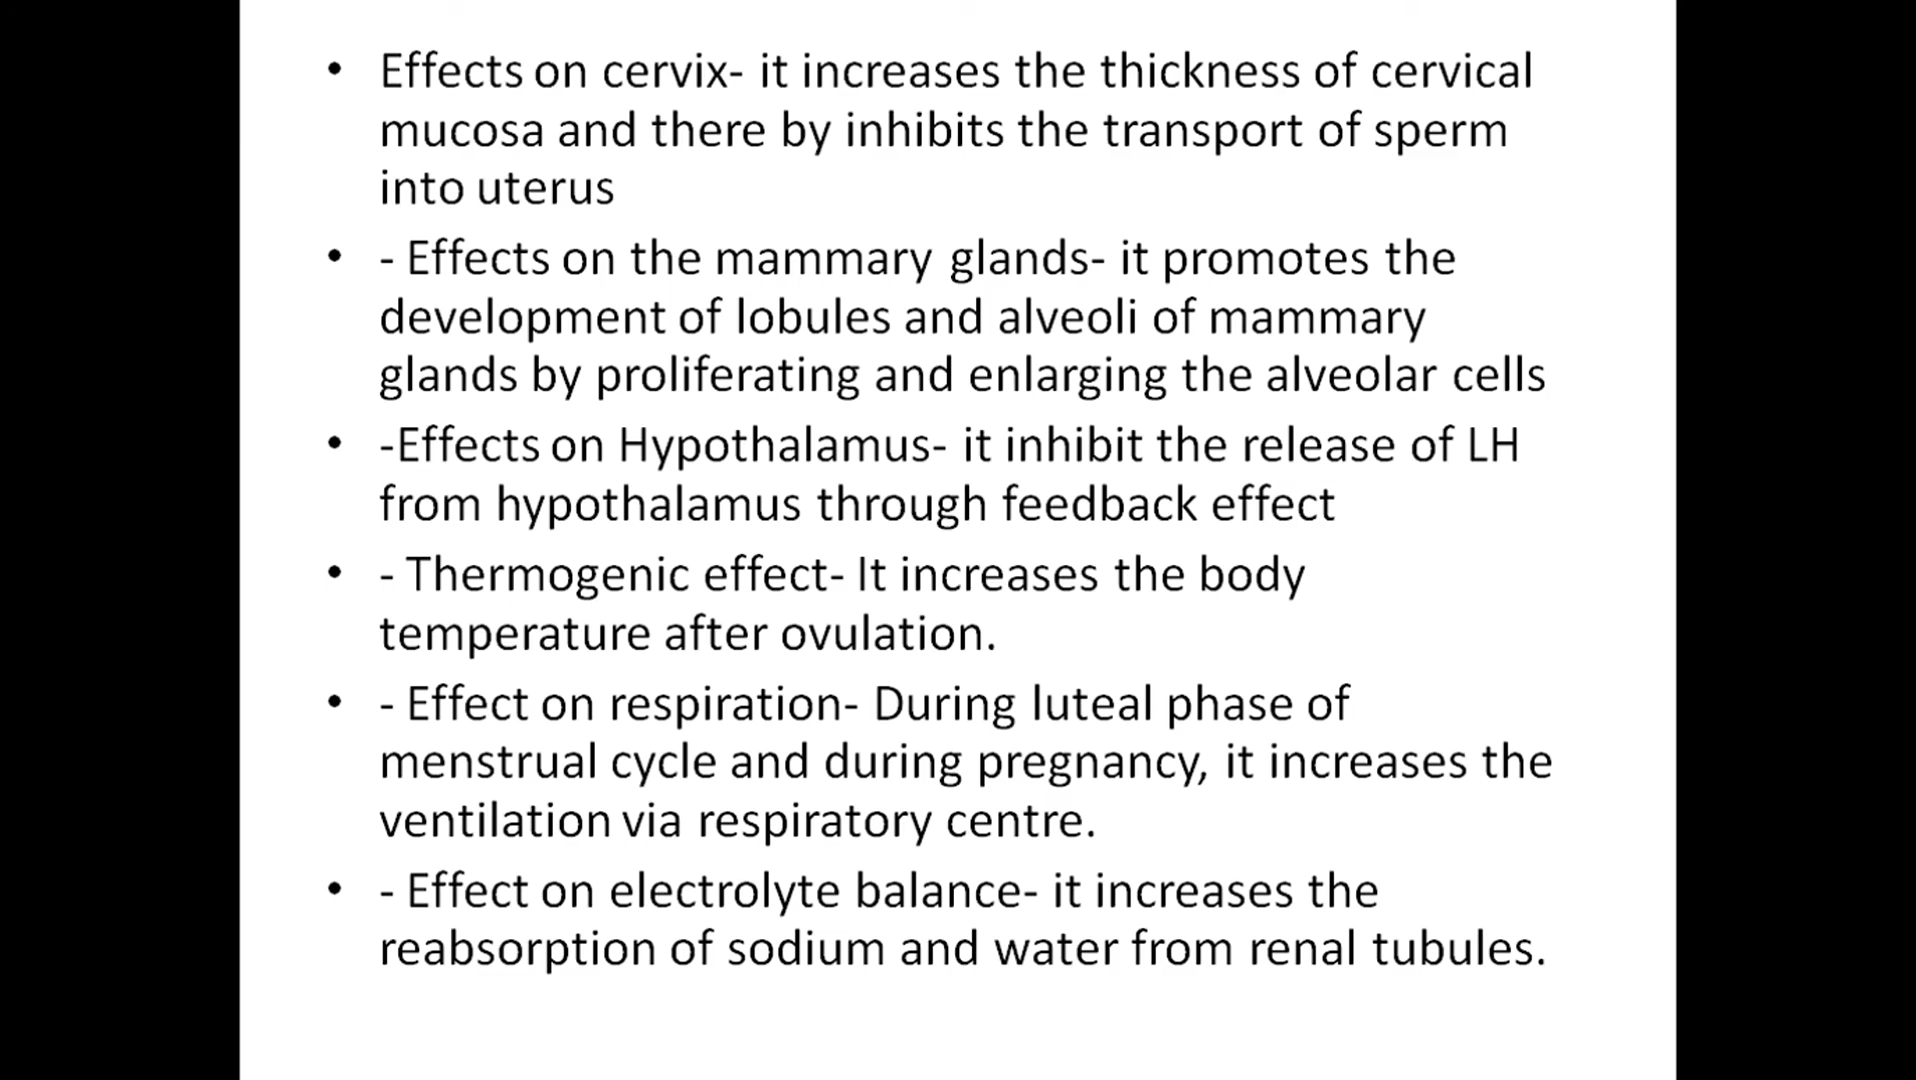 • Effects on cervix- it increases the thickness of cervical
mucosa and there by inhibits the transport of sperm
into uterus
• - Effects on the mammary glands- it promotes the
development of lobules and alveoli of mammary
glands by proliferating and enlarging the alveolar cells
• -Effects on Hypothalamus- it inhibit the release of LH
from hypothalamus through feedback effect
• - Thermogenic effect- It increases the body
temperature after ovulation.
• - Effect on respiration- During luteal phase of
menstrual cycle and during pregnancy, it increases the
ventilation via respiratory centre.
• - Effect on electrolyte balance- it increases the
reabsorption of sodium and water from renal tubules.